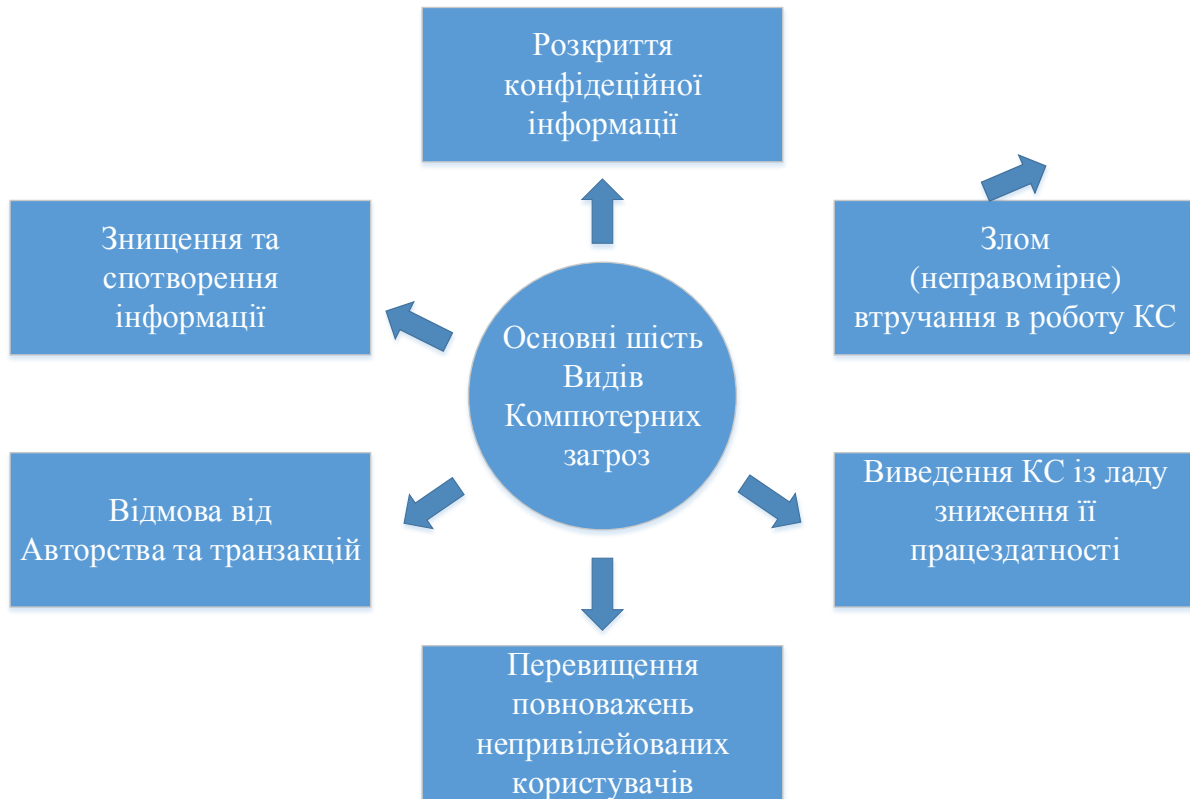 Розкриття
конфідеційної
інформації
Знищення та
спотворення
інформації
Злом
(неправомірне)
втручання в роботу КС
Основні шість
Видів
Компютерних
загроз
Відмова від
Авторства та транзакцій
Виведення КС із ладу
зниження її
працездатності
Перевищення
повноважень
непривілейованих
користувачів